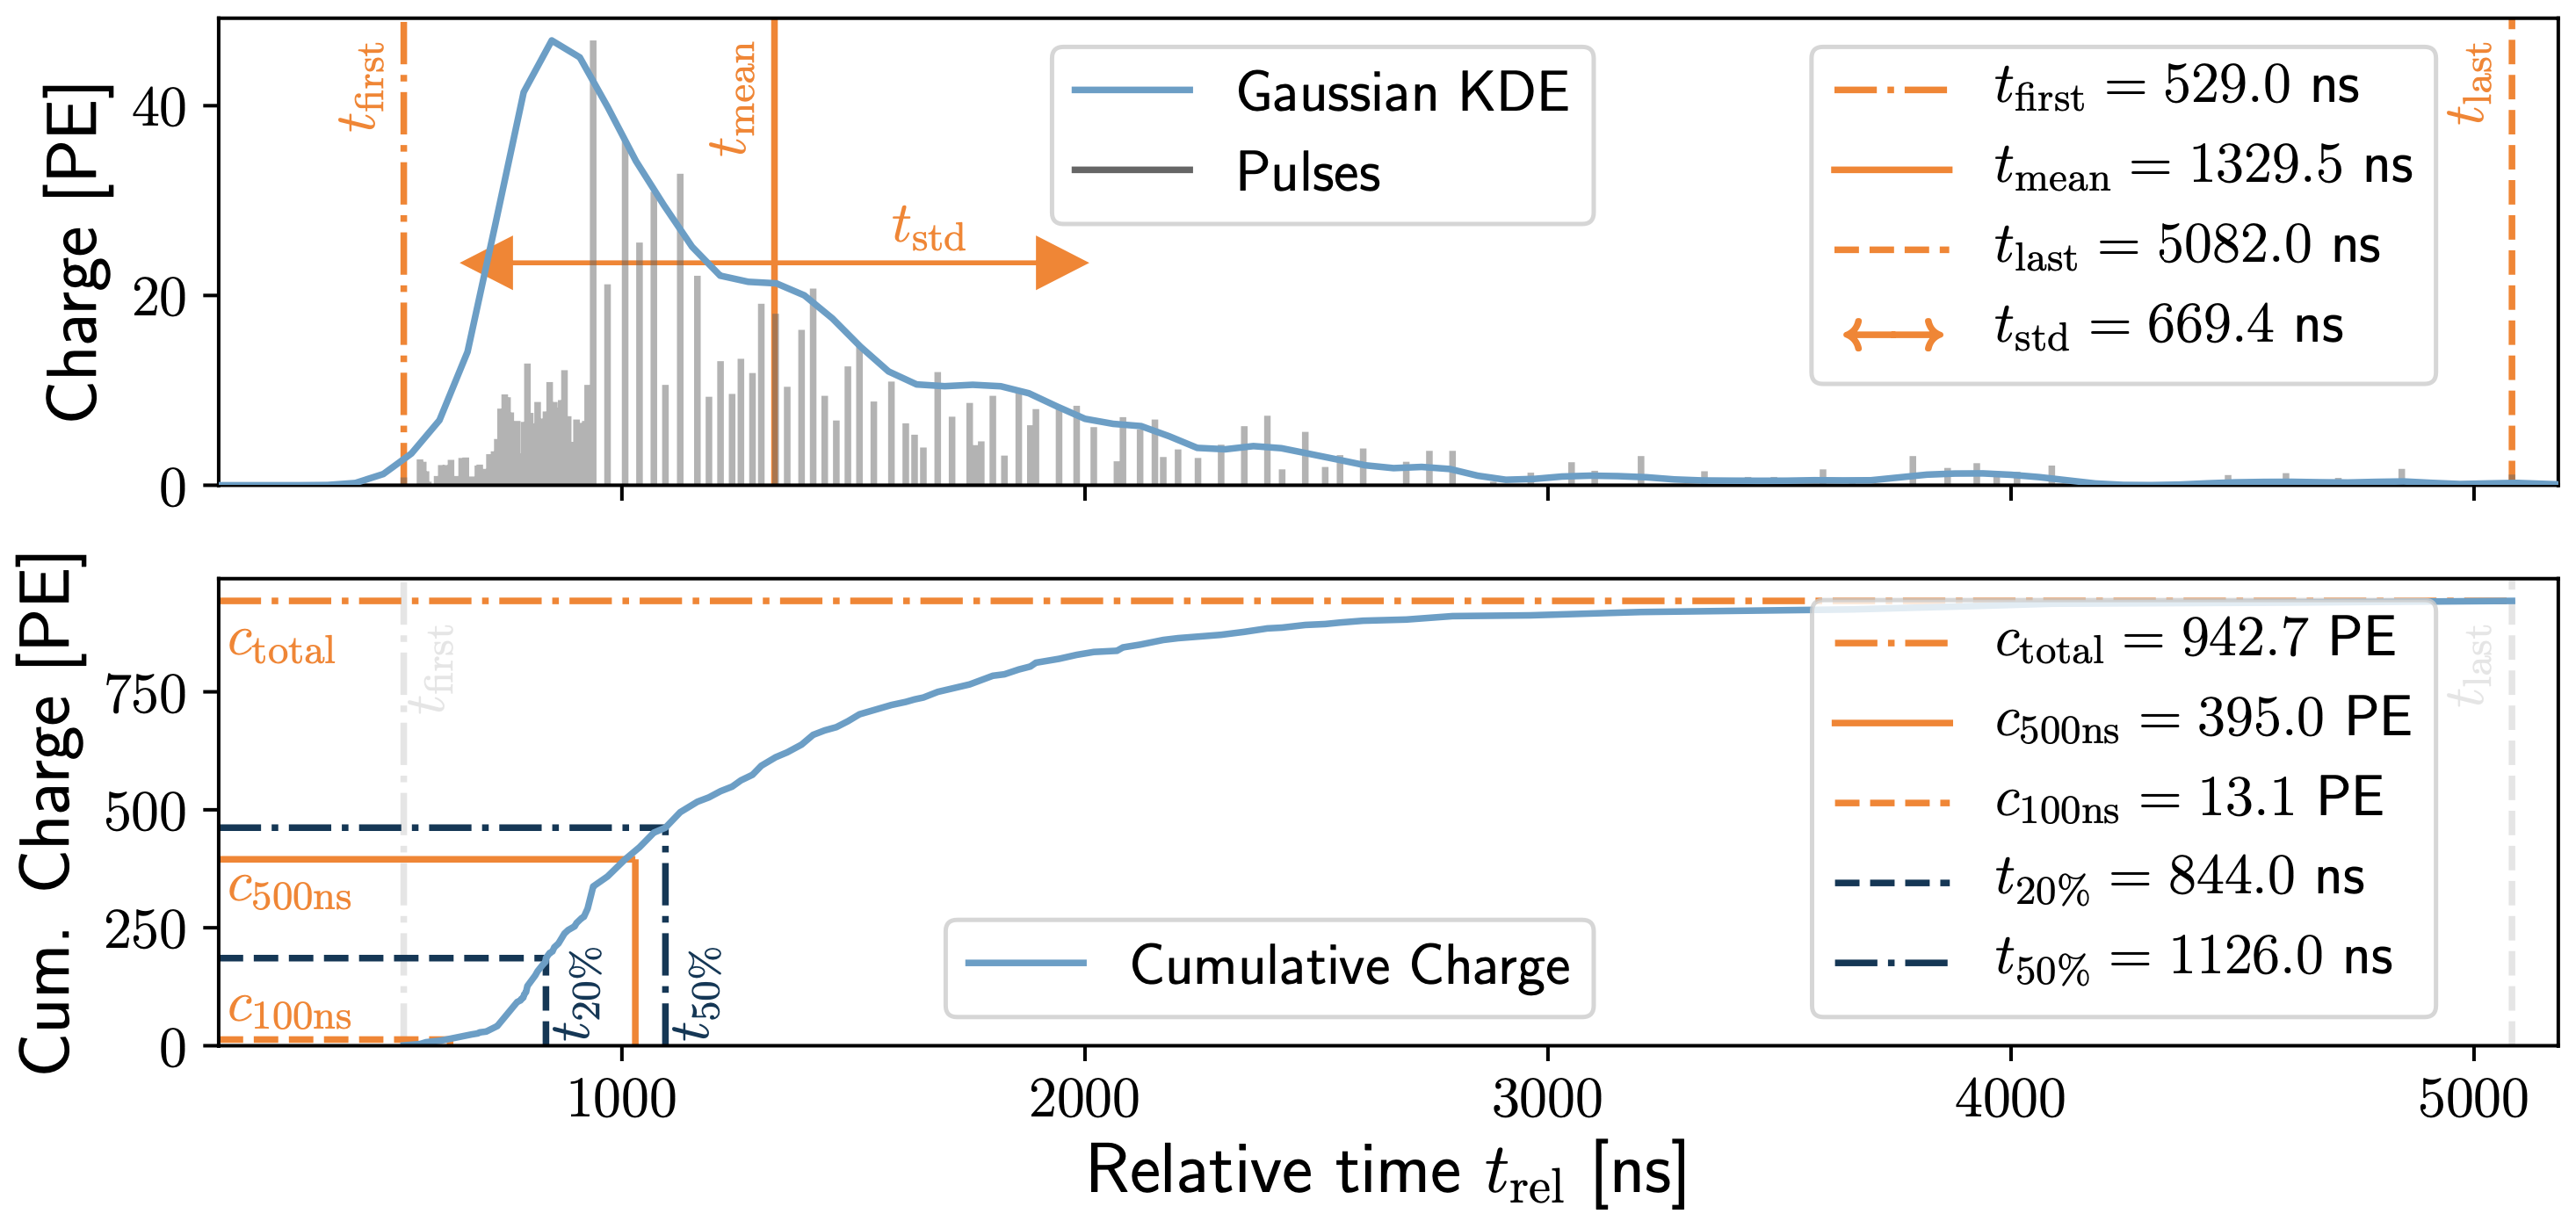 Charge [PE]
40
20
0
t_first
t_mean
t_std
t_last
Gaussian KDE
Pulses
t_first = 529.0 ns
t_mean = 1329.5 ns
t_last = 5082.0 ns
t_std = 669.4 ns
Cum. Charge [PE]
750
500
250
0
c_total
c_500ns
c_100ns
t_first
t_20%
t_50%
t_last
Cumulative Charge
c_total = 942.7 PE
c_500ns = 395.0 PE
c_100ns = 13.1 PE
t_20% = 844.0 ns
t_50% = 1126.0 ns
1000 2000 3000 4000 5000
Relative time t_rel [ns]